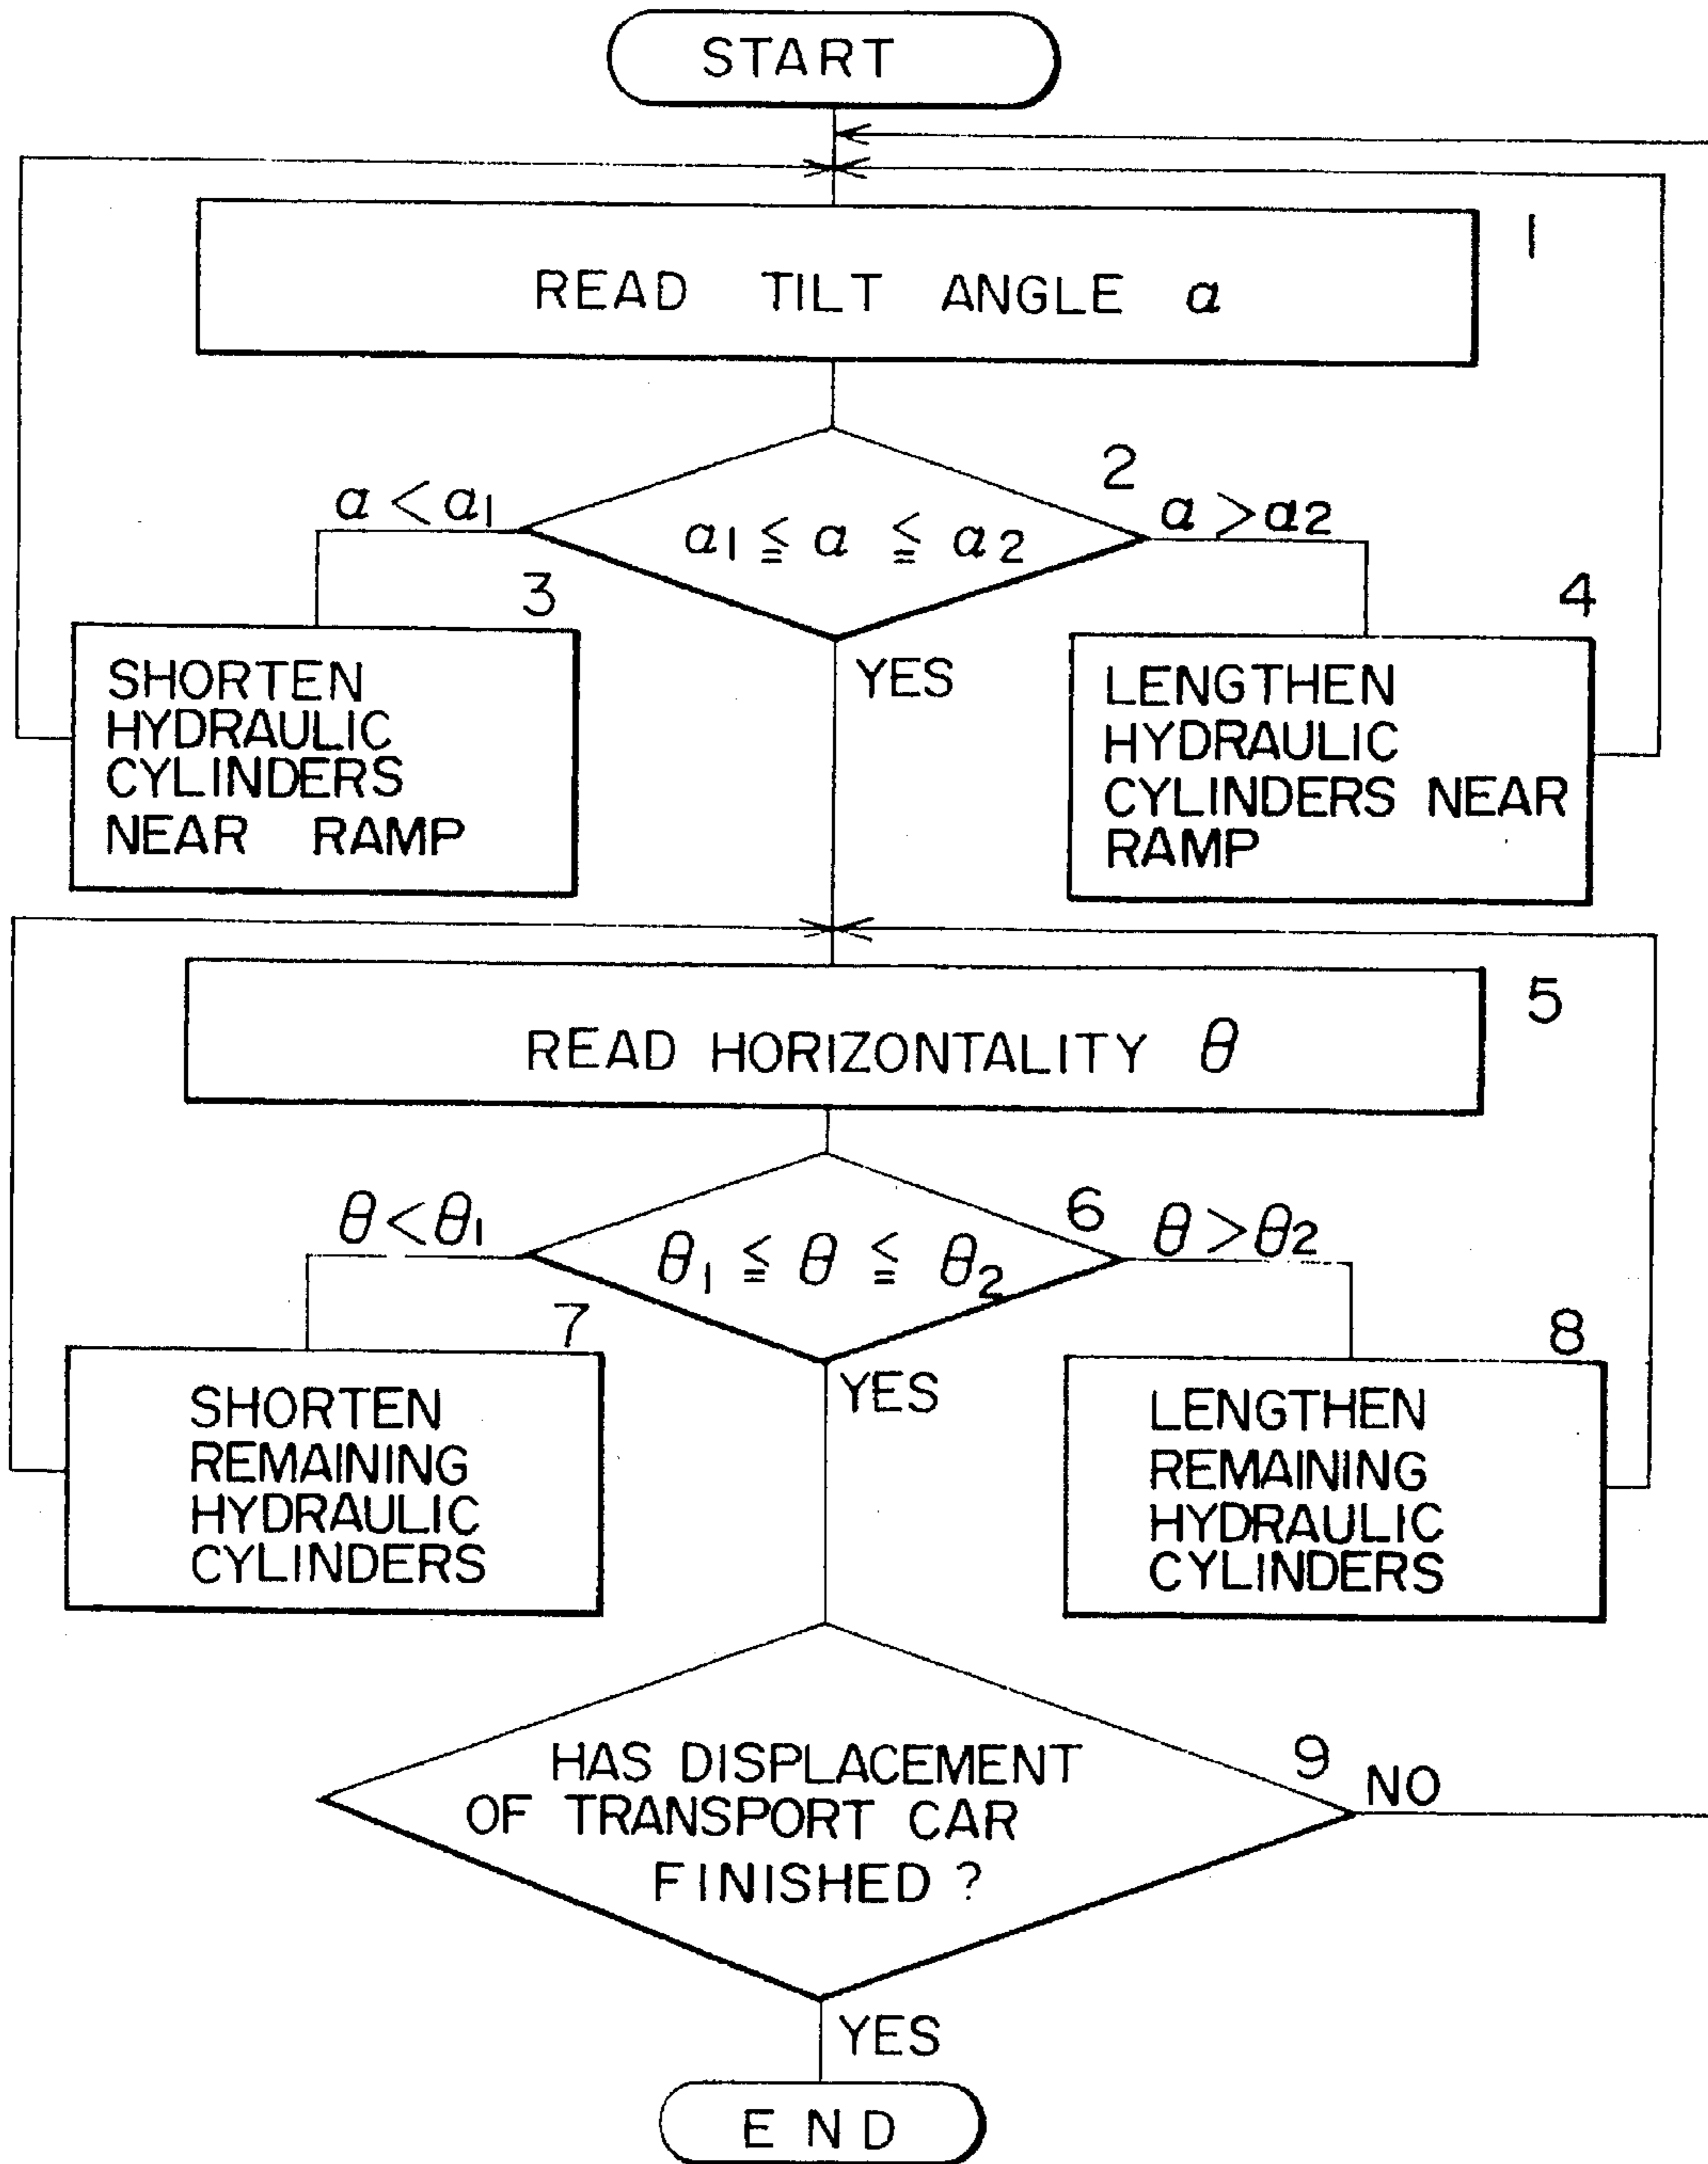 START
1
READ TILT ANGLE α
2
α < α1
α1 ≦ α ≦ α2
α > α2
3
4
YES
SHORTEN
HYDRAULIC
CYLINDERS
NEAR RAMP
LENGTHEN
HYDRAULIC
CYLINDERS NEAR
RAMP
5
READ HORIZONTALITY θ
6
θ < θ1
θ1 ≦ θ ≦ θ2
θ > θ2
7
8
YES
SHORTEN
REMAINING
HYDRAULIC
CYLINDERS
LENGTHEN
REMAINING
HYDRAULIC
CYLINDERS
9
NO
HAS DISPLACEMENT
OF TRANSPORT CAR
FINISHED ?
YES
END